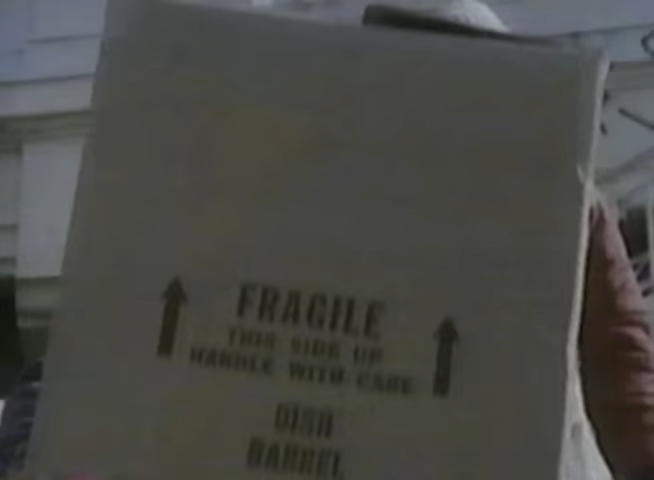 FRAGILE
THIS SIDE UP
HANDLE WITH CARE
DISH
BARREL